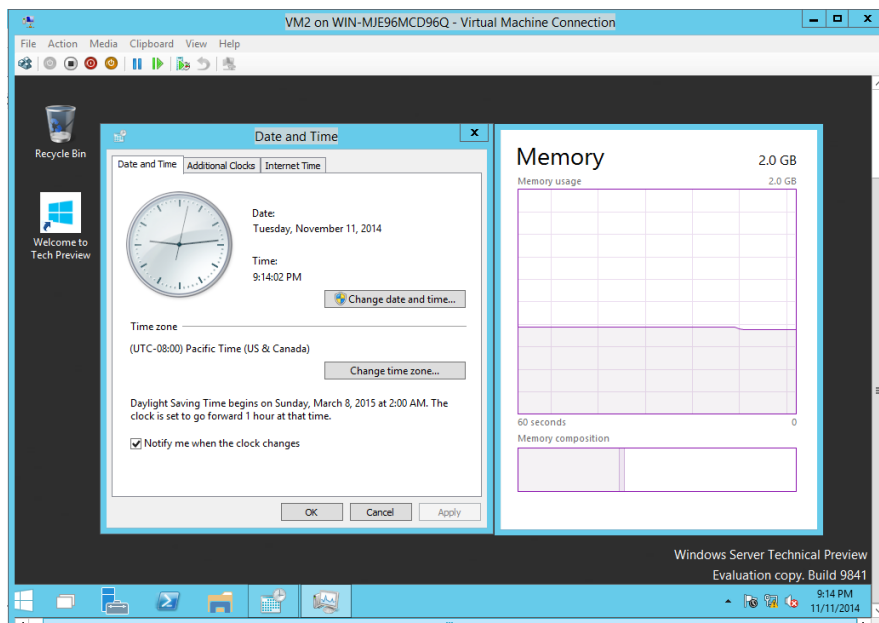 VM2 on WIN-MJE96MCD96Q - Virtual Machine Connection
File Action Media Clipboard View Help
Recycle Bin
Welcome to
Tech Preview
Date and Time
Date and Time Additional Clocks Internet Time
Date:
Tuesday, November 11, 2014
Time:
9:14:02 PM
Change date and time...
Time zone
(UTC-08:00) Pacific Time (US & Canada)
Change time zone...
Daylight Saving Time begins on Sunday, March 8, 2015 at 2:00 AM. The
clock is set to go forward 1 hour at that time.
Notify me when the clock changes
OK Cancel Apply
Memory 2.0 GB
Memory usage 2.0 GB
60 seconds 0
Memory composition
Windows Server Technical Preview
Evaluation copy. Build 9841
9:14 PM
11/11/2014